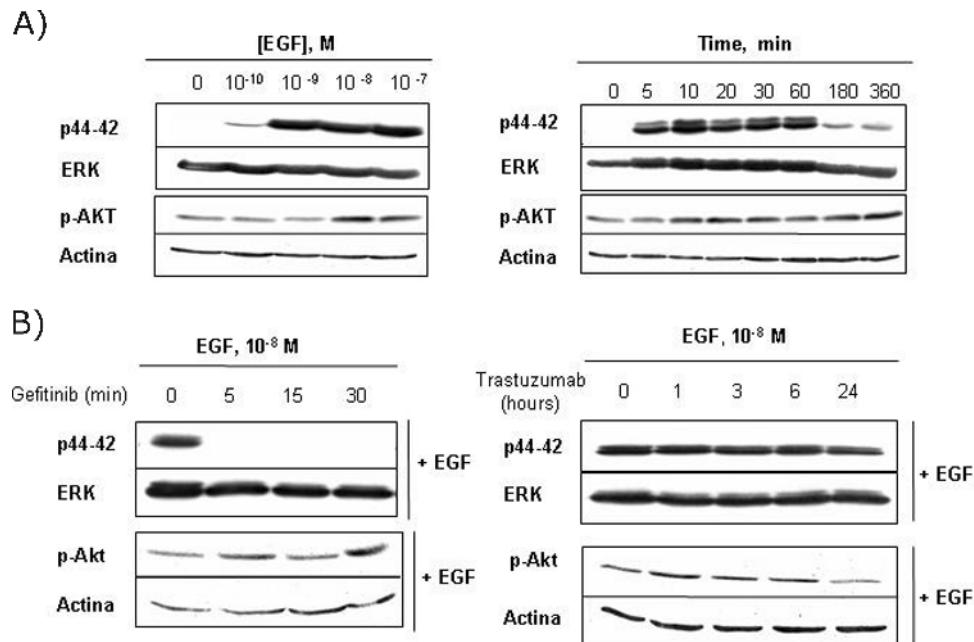 A)
[EGF], M
0 10⁻¹⁰ 10⁻⁹ 10⁻⁸ 10⁻⁷
p44-42
ERK
p-AKT
Actina
Time, min
0 5 10 20 30 60 180 360
p44-42
ERK
p-AKT
Actina
B)
EGF, 10⁻⁸ M
Gefitinib (min) 0 5 15 30
p44-42
ERK
+ EGF
p-Akt
Actina
+ EGF
EGF, 10⁻⁸ M
Trastuzumab
(hours) 0 1 3 6 24
p44-42
ERK
+ EGF
p-Akt
Actina
+ EGF